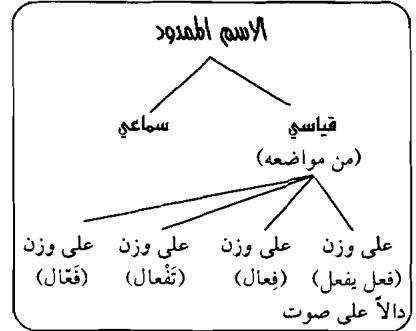 الاسم الممدود
قياسي سماعي
(من مواضعه)
على وزن على وزن على وزن على وزن
(فعل يفعل) (فِعال) (تَفْعال) (فَعّال)
دالاً على صوت